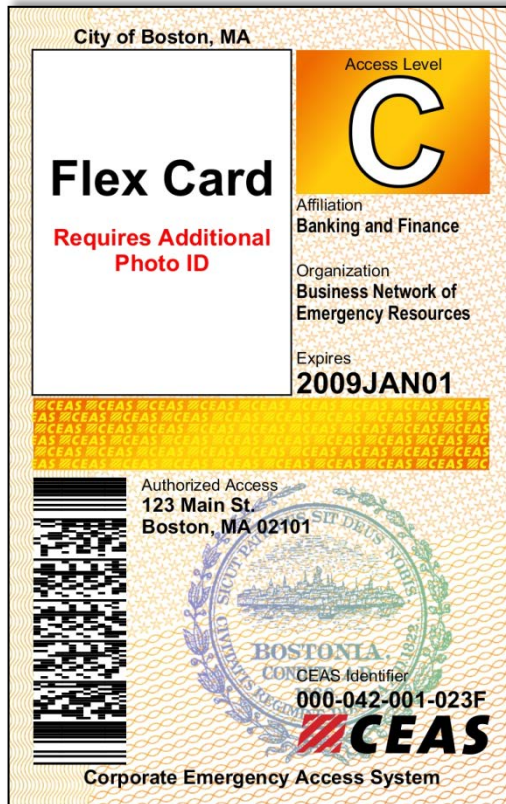 City of Boston, MA
Flex Card
Requires Additional
Photo ID
Access Level
C
Affiliation
Banking and Finance
Organization
Business Network of
Emergency Resources
Expires
2009JAN01
CEAS CEAS CEAS CEAS CEAS CEAS CEAS CEAS
Authorized Access
123 Main St.
Boston, MA 02101
SICUT PATRIBUS SIT DEUS NOBIS
BOSTONIA.
CIVITATIS REGIMINE 1822.
CEAS Identifier
000-042-001-023F
CEAS
Corporate Emergency Access System